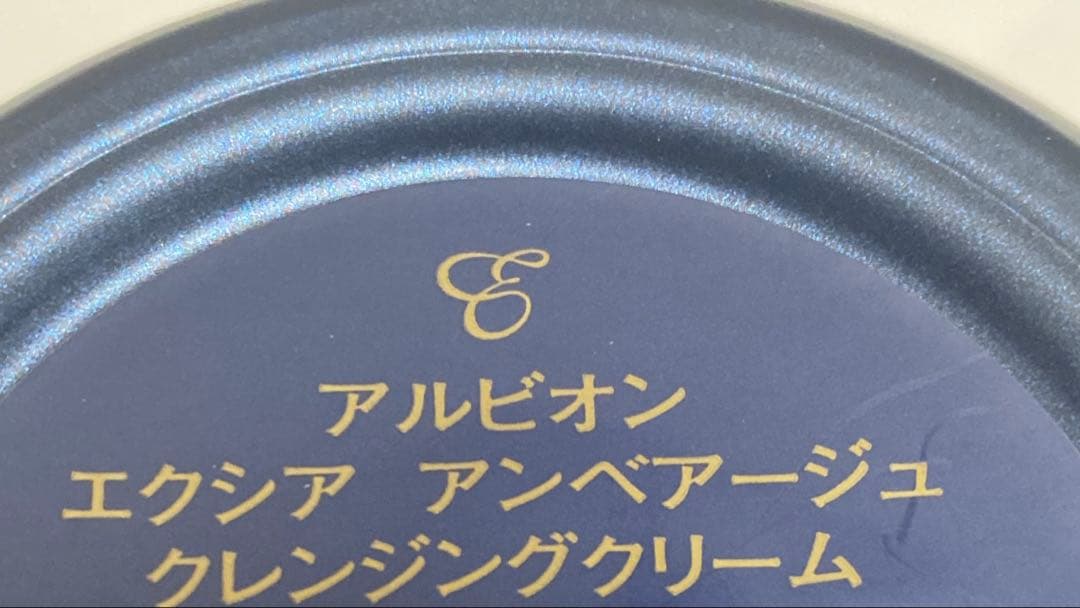 E
アルビオン
エクシア アンベアージュ
クレンジングクリーム